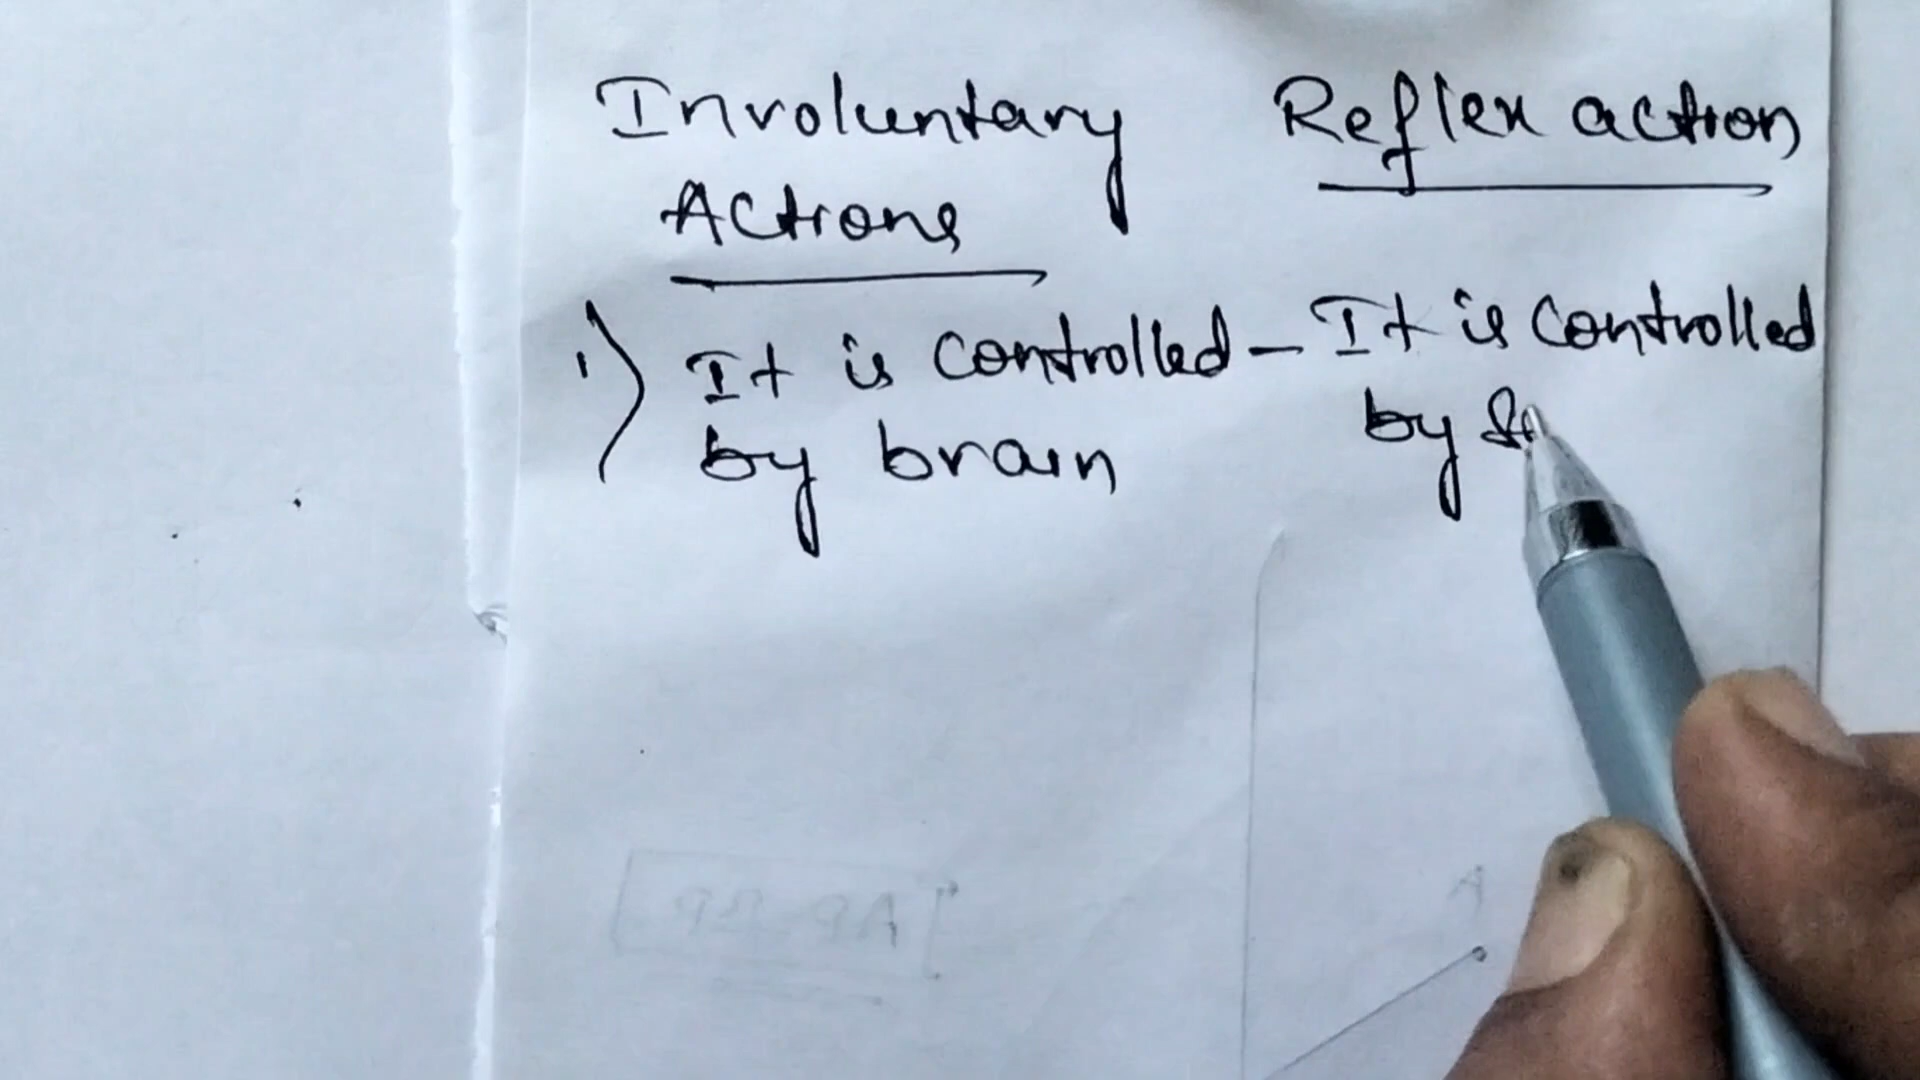 Involuntary
Actions
Reflex action
1) It is controlled
by brain
- It is controlled
by
A